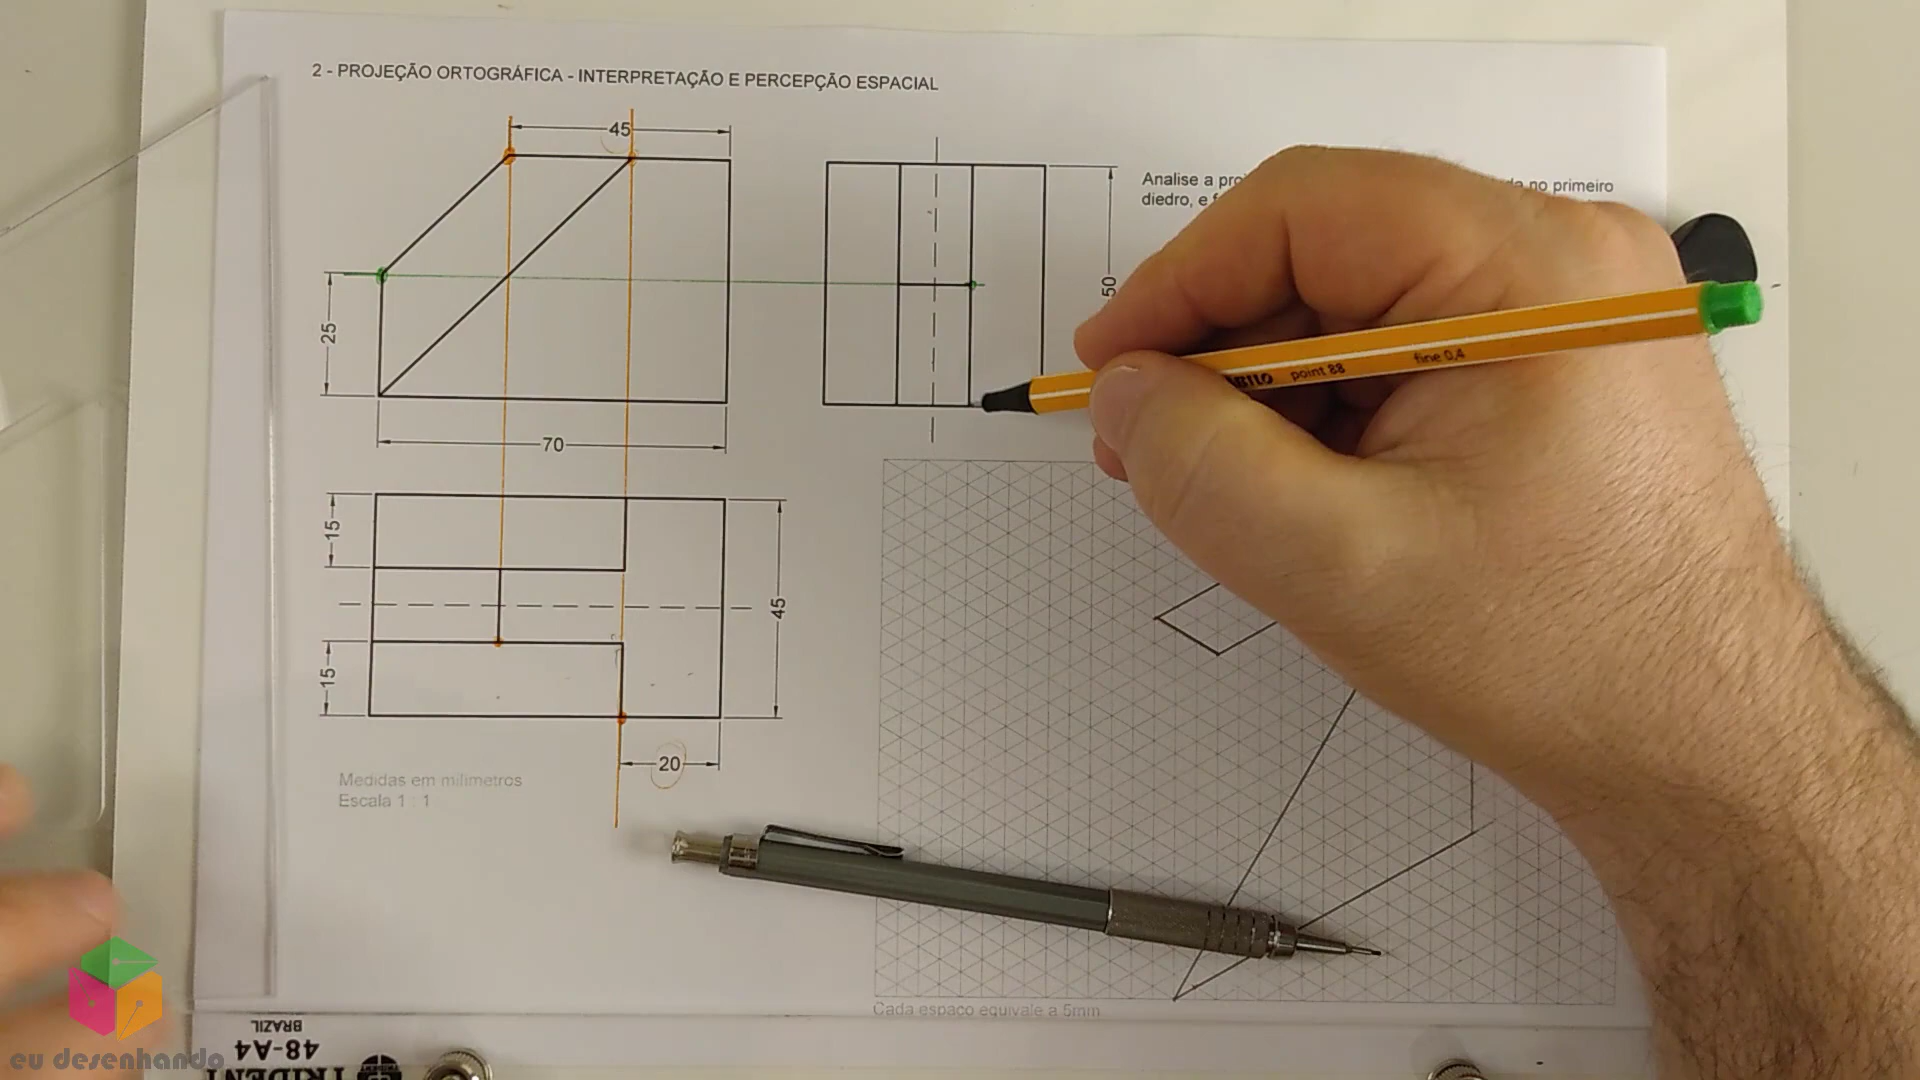 2 - PROJEÇÃO ORTOGRÁFICA - INTERPRETAÇÃO E PERCEPÇÃO ESPACIAL
45
Analise a
no primeiro
diedro, e
25
50
70
15
45
15
20
Medidas em milímetros
Escala 1 : 1
STABILO point 88 fine 0,4
Cada espaço equivale a 5mm
BRAZIL
48-A4
TRIDENT
eu desenhando